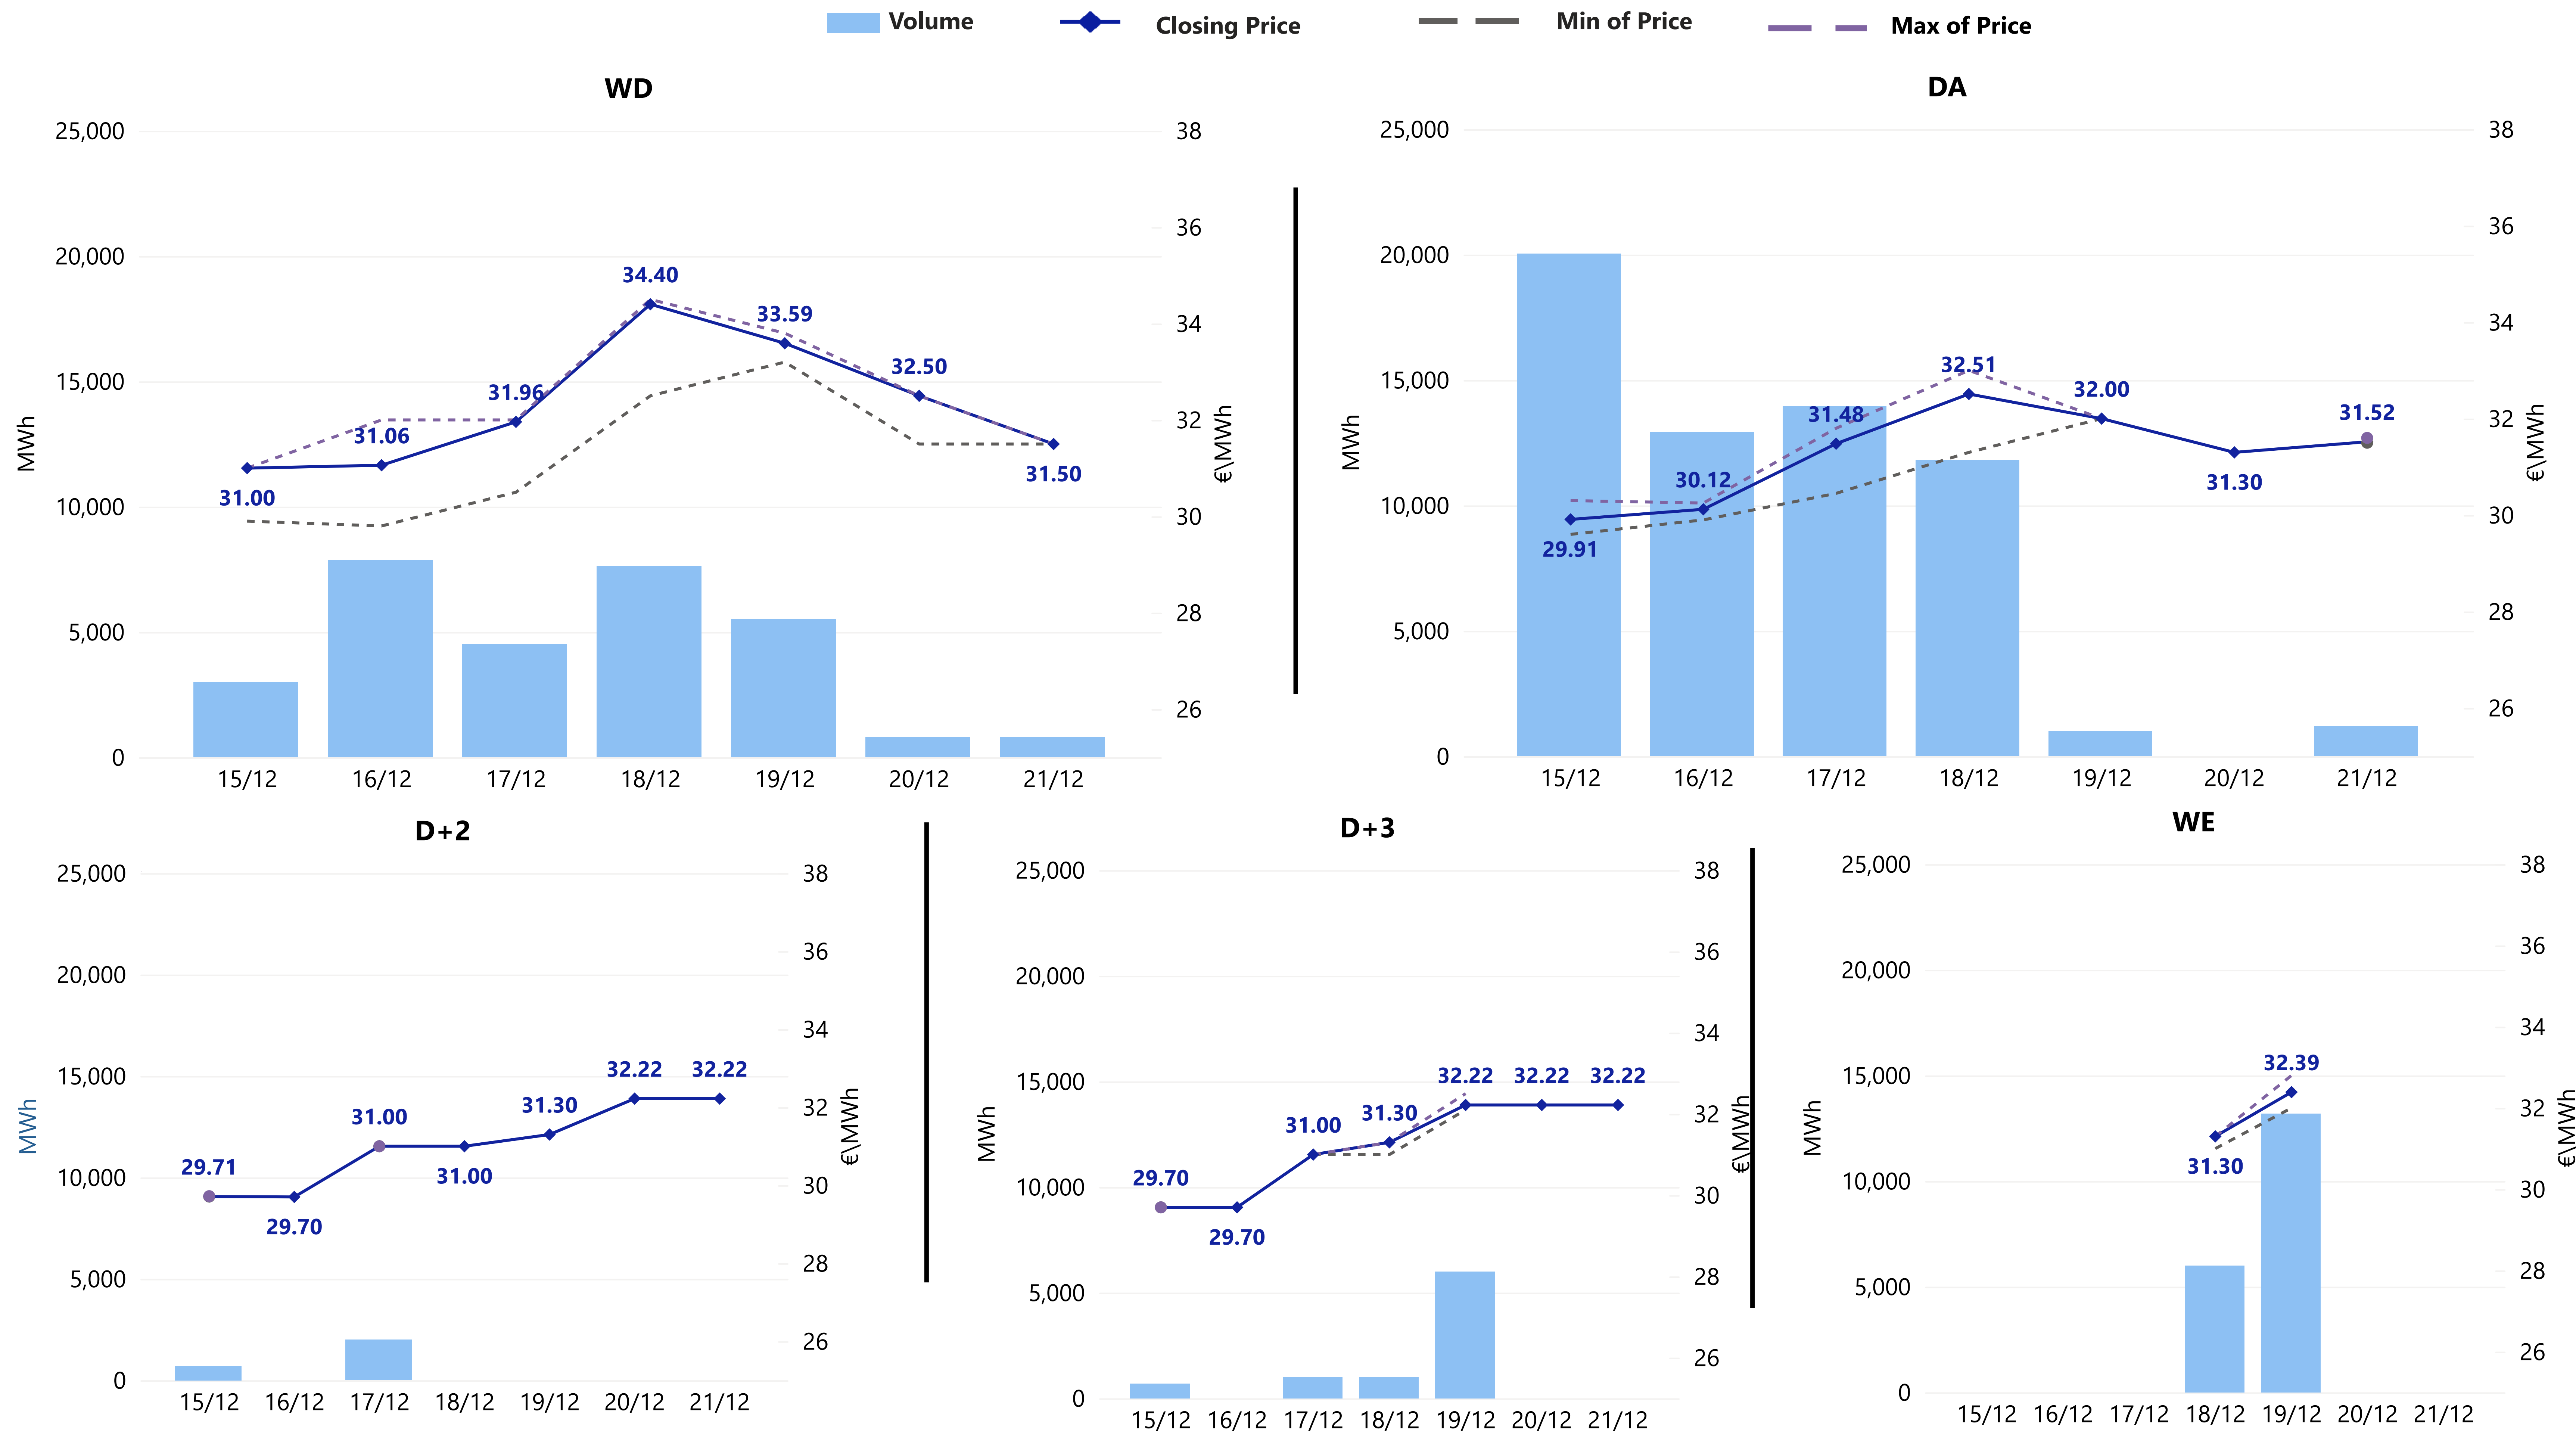 Volume Closing Price Min of Price Max of Price
WD
25,000
20,000
15,000
10,000
5,000
0
MWh
38
36
34
32
30
28
26
€\MWh
31.00 31.06 31.96 34.40 33.59 32.50 31.50
15/12 16/12 17/12 18/12 19/12 20/12 21/12
DA
25,000
20,000
15,000
10,000
5,000
0
MWh
38
36
34
32
30
28
26
€\MWh
29.91 30.12 31.48 32.51 32.00 31.30 31.52
15/12 16/12 17/12 18/12 19/12 20/12 21/12
D+2
25,000
20,000
15,000
10,000
5,000
0
MWh
38
36
34
32
30
28
26
€\MWh
29.71 29.70 31.00 31.00 31.30 32.22 32.22
15/12 16/12 17/12 18/12 19/12 20/12 21/12
D+3
25,000
20,000
15,000
10,000
5,000
0
MWh
38
36
34
32
30
28
26
€\MWh
29.70 29.70 31.00 31.30 32.22 32.22 32.22
15/12 16/12 17/12 18/12 19/12 20/12 21/12
WE
25,000
20,000
15,000
10,000
5,000
0
MWh
38
36
34
32
30
28
26
€\MWh
31.30 32.39
15/12 16/12 17/12 18/12 19/12 20/12 21/12